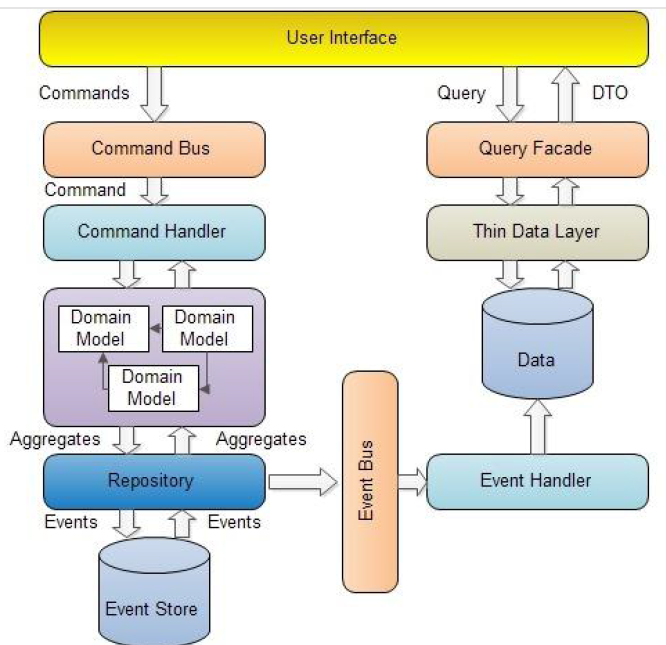 User Interface
Commands
Query
DTO
Command Bus
Query Facade
Command
Command Handler
Thin Data Layer
Domain
Model
Domain
Model
Domain
Model
Data
Aggregates
Aggregates
Repository
Event Bus
Event Handler
Events
Events
Event Store